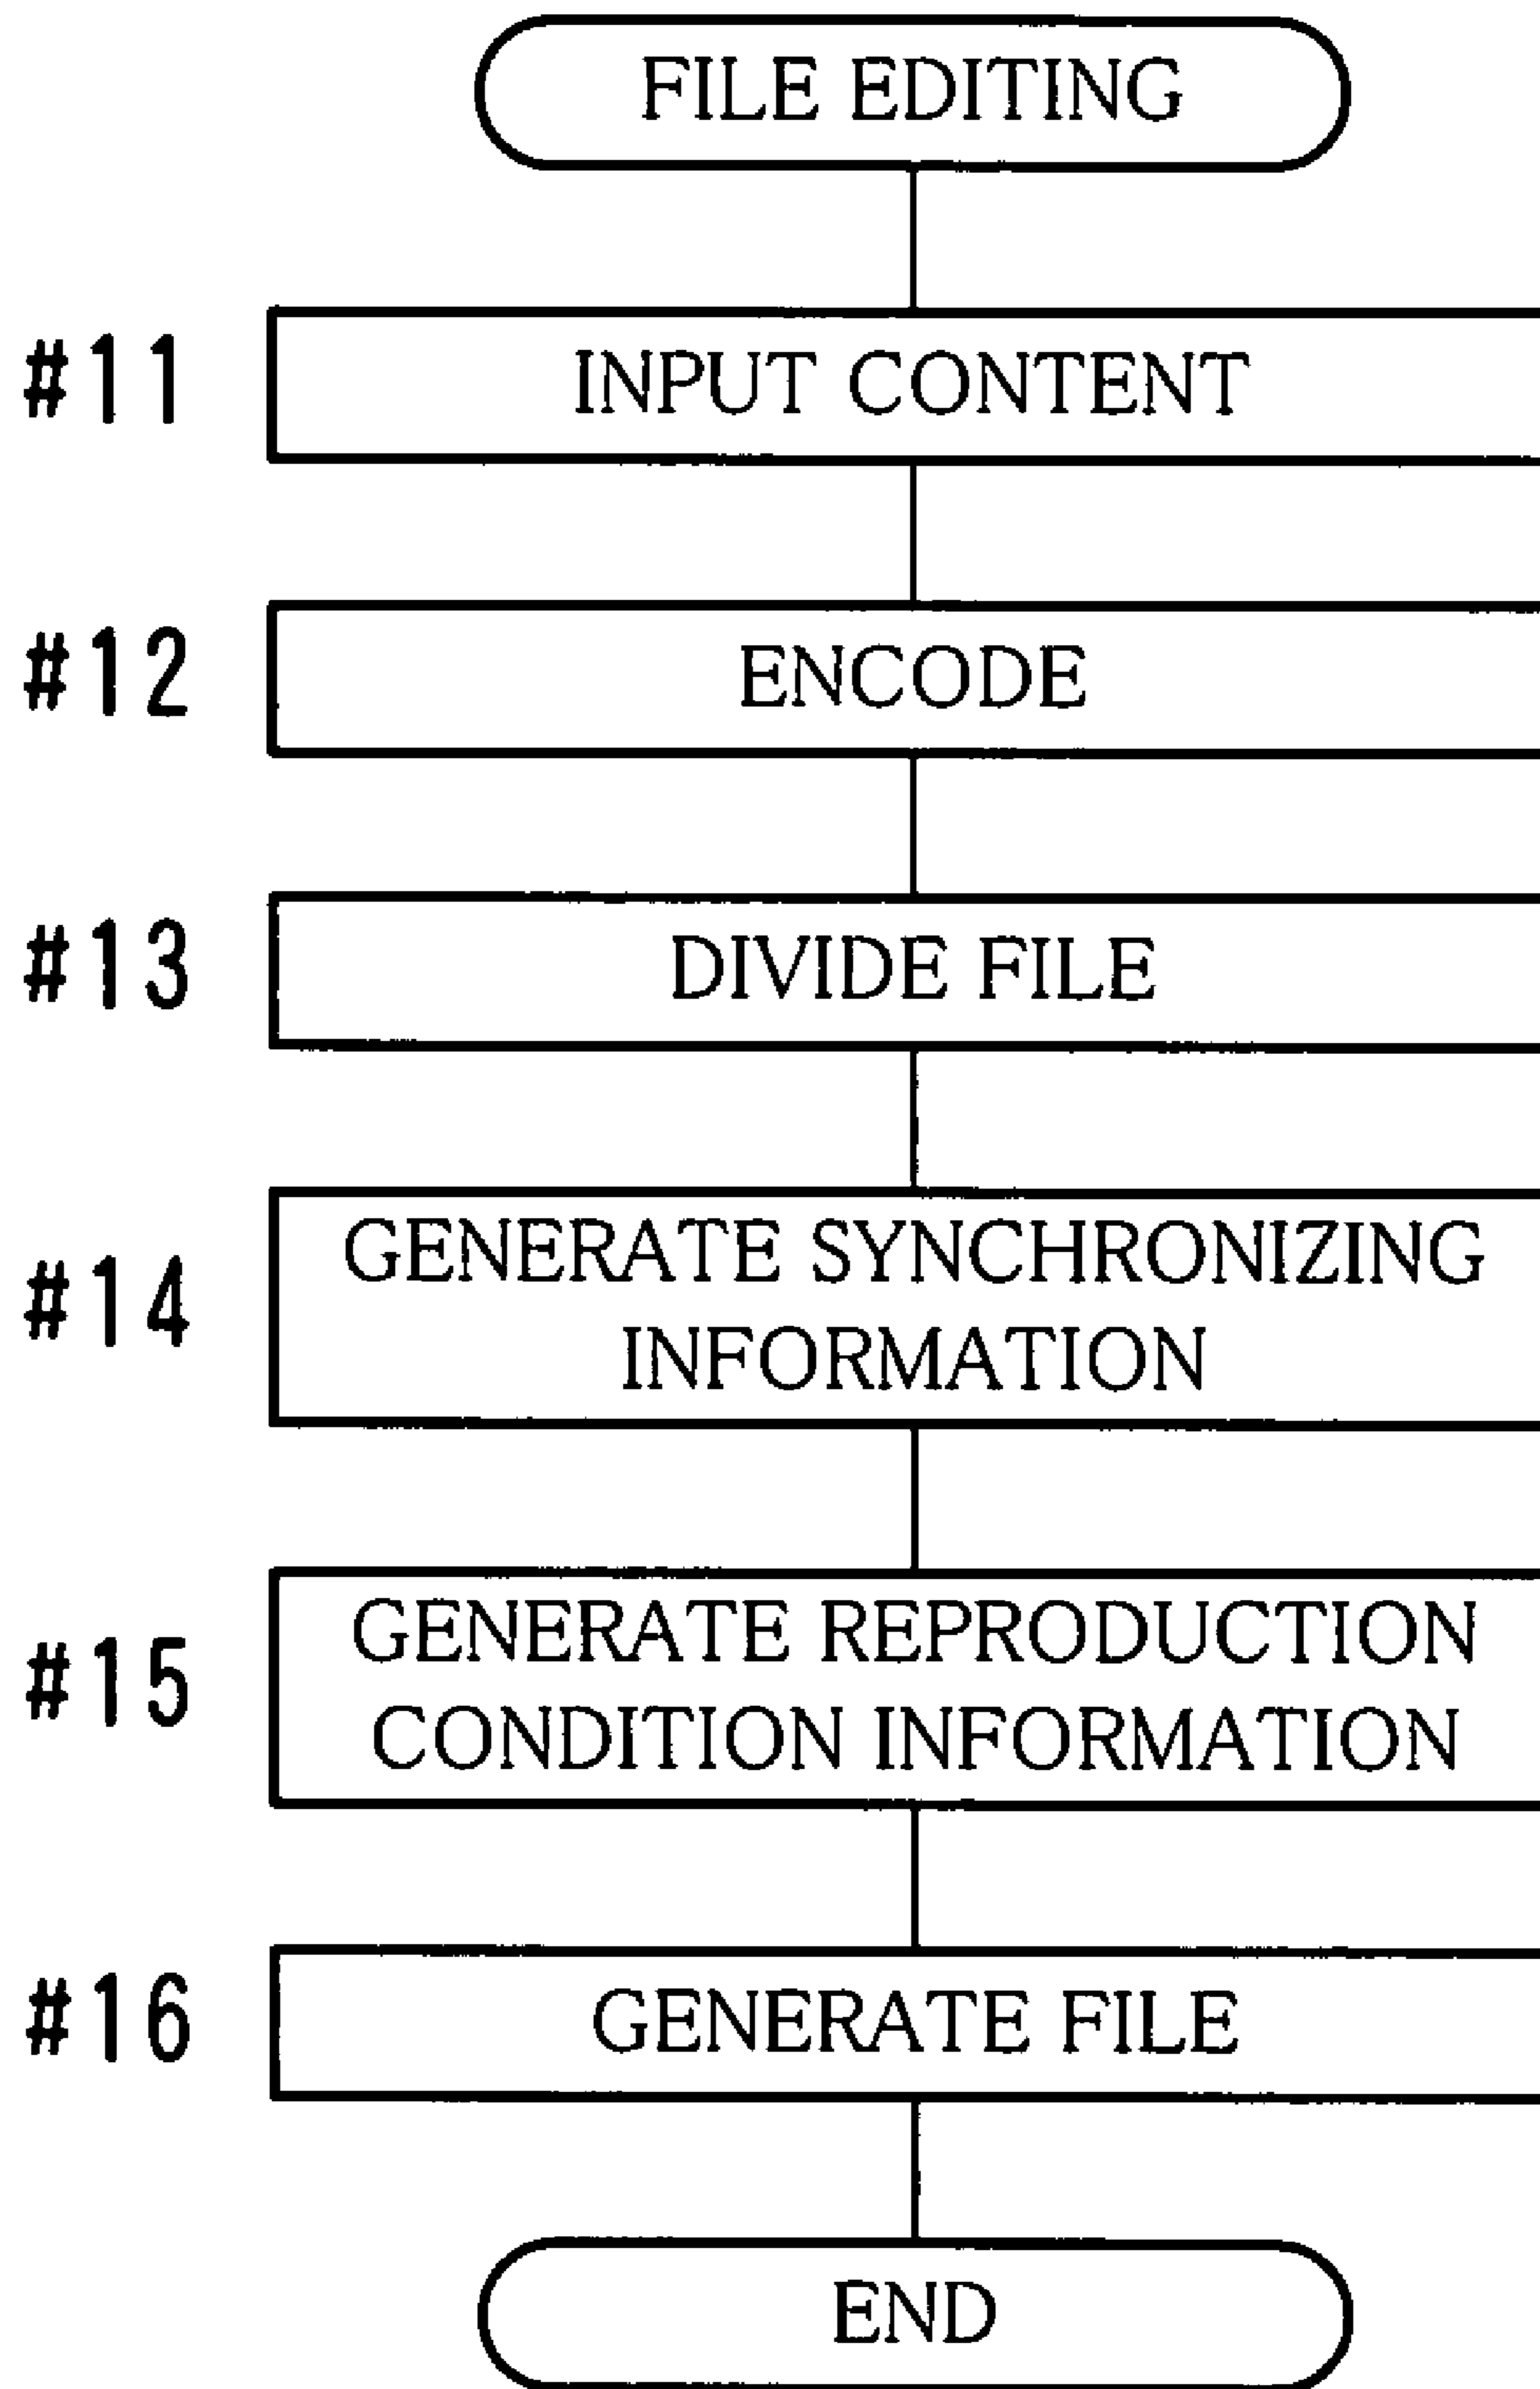 FILE EDITING
#11 INPUT CONTENT
#12 ENCODE
#13 DIVIDE FILE
#14 GENERATE SYNCHRONIZING
INFORMATION
#15 GENERATE REPRODUCTION
CONDITION INFORMATION
#16 GENERATE FILE
END